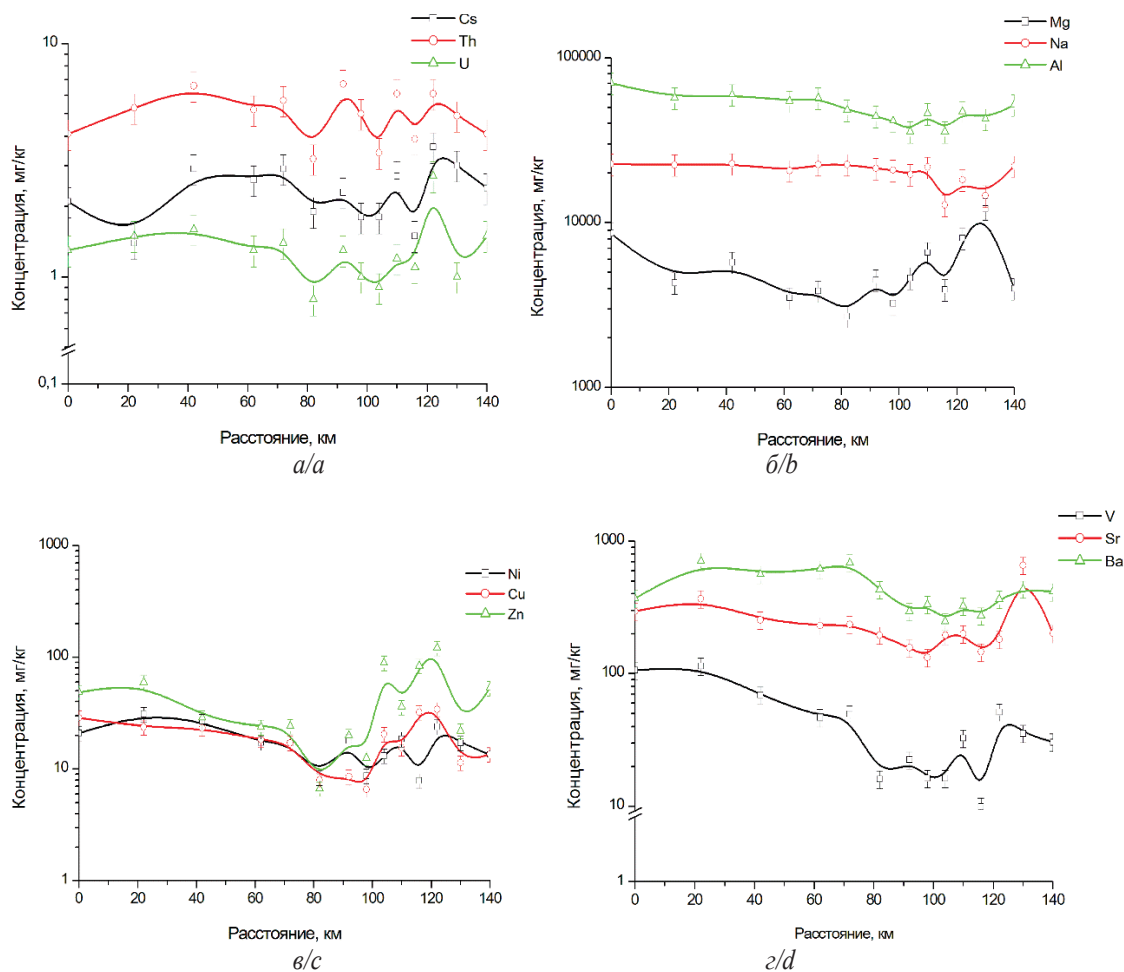 Cs
Th
U
10
1
0,1
Концентрация, мг/кг
0 20 40 60 80 100 120 140
Расстояние, км
а/a
Mg
Na
Al
100000
10000
1000
Концентрация, мг/кг
0 20 40 60 80 100 120 140
Расстояние, км
б/b
Ni
Cu
Zn
1000
100
10
1
Концентрация, мг/кг
0 20 40 60 80 100 120 140
Расстояние, км
в/c
V
Sr
Ba
1000
100
10
1
Концентрация, мг/кг
0 20 40 60 80 100 120 140
Расстояние, км
г/d